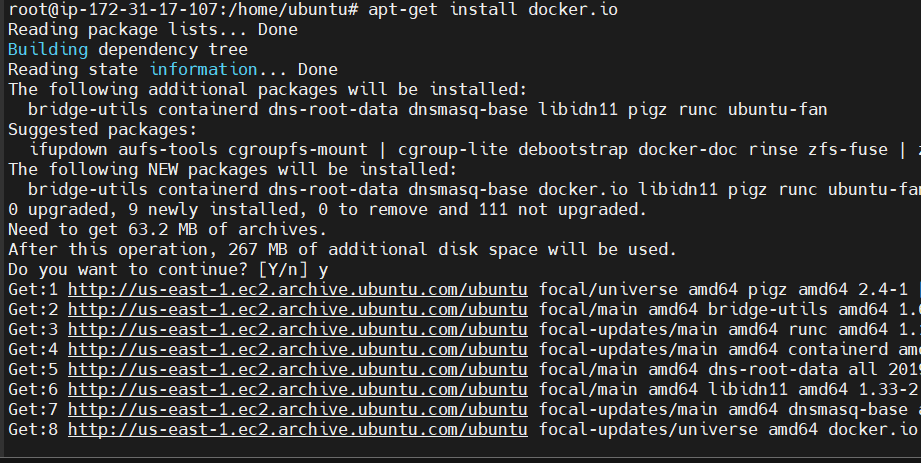 root@ip-172-31-17-107:/home/ubuntu# apt-get install docker.io
Reading package lists... Done
Building dependency tree
Reading state information... Done
The following additional packages will be installed:
  bridge-utils containerd dns-root-data dnsmasq-base libidn11 pigz runc ubuntu-fan
Suggested packages:
  ifupdown aufs-tools cgroupfs-mount | cgroup-lite debootstrap docker-doc rinse zfs-fuse |
The following NEW packages will be installed:
  bridge-utils containerd dns-root-data dnsmasq-base docker.io libidn11 pigz runc ubuntu-fan
0 upgraded, 9 newly installed, 0 to remove and 111 not upgraded.
Need to get 63.2 MB of archives.
After this operation, 267 MB of additional disk space will be used.
Do you want to continue? [Y/n] y
Get:1 http://us-east-1.ec2.archive.ubuntu.com/ubuntu focal/universe amd64 pigz amd64 2.4-1
Get:2 http://us-east-1.ec2.archive.ubuntu.com/ubuntu focal/main amd64 bridge-utils amd64
Get:3 http://us-east-1.ec2.archive.ubuntu.com/ubuntu focal-updates/main amd64 runc amd64
Get:4 http://us-east-1.ec2.archive.ubuntu.com/ubuntu focal-updates/main amd64 containerd
Get:5 http://us-east-1.ec2.archive.ubuntu.com/ubuntu focal/main amd64 dns-root-data all 2019
Get:6 http://us-east-1.ec2.archive.ubuntu.com/ubuntu focal/main amd64 libidn11 amd64 1.33-2
Get:7 http://us-east-1.ec2.archive.ubuntu.com/ubuntu focal-updates/main amd64 dnsmasq-base
Get:8 http://us-east-1.ec2.archive.ubuntu.com/ubuntu focal-updates/universe amd64 docker.io